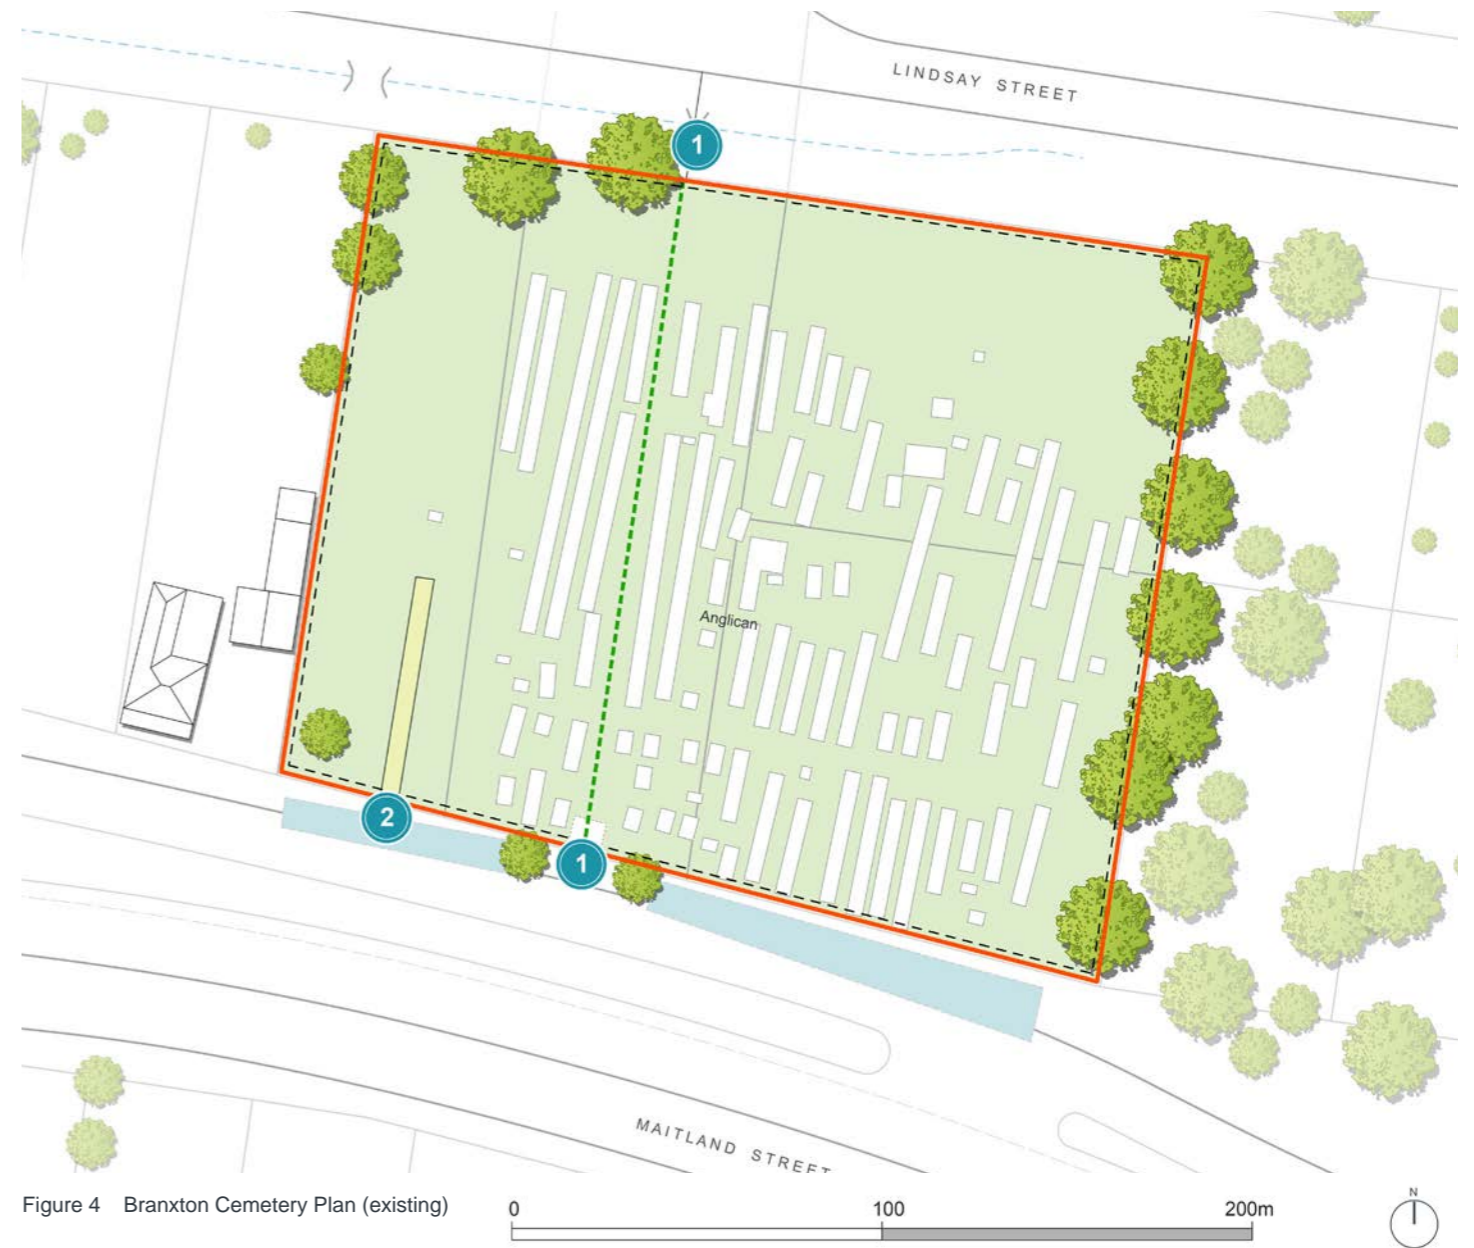 LINDSAY STREET
1
Anglican
2
1
MAITLAND STREET
Figure 4 Branxton Cemetery Plan (existing)
0 100 200m
N